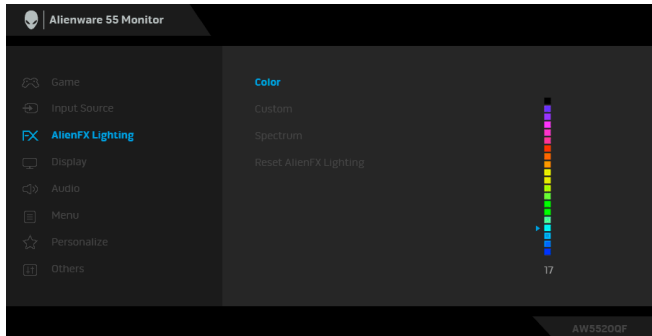 Alienware 55 Monitor
Game
Input Source
FX AlienFX Lighting
Display
Audio
Menu
Personalize
Others
Color
Custom
Spectrum
Reset AlienFX Lighting
17
AW5520QF